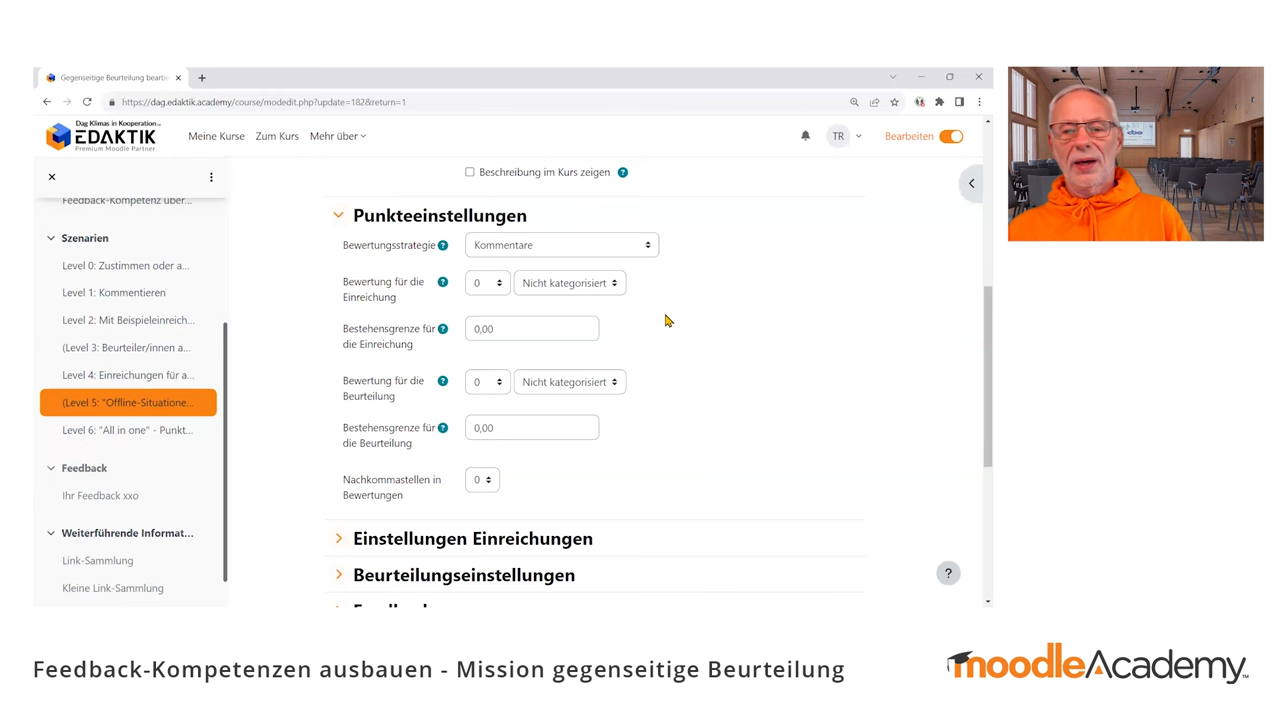 Gegenseitige Beurteilung bearbe
https://dag.edaktik.academy/course/modedit.php?update=182&return=1
Dag Klimas in Kooperation
EDAKTIK
Premium Moodle Partner
Meine Kurse
Zum Kurs
Mehr über
TR
Bearbeiten
Feedback-Kompetenz über
Szenarien
Level 0: Zustimmen oder a...
Level 1: Kommentieren
Level 2: Mit Beispieleinreich...
(Level 3: Beurteiler/innen a...
Level 4: Einreichungen für a...
(Level 5: "Offline-Situatione...
Level 6: "All in one" - Punkt...
Feedback
Ihr Feedback xxo
Weiterführende Informat...
Link-Sammlung
Kleine Link-Sammlung
Beschreibung im Kurs zeigen ?
Punkteeinstellungen
Bewertungsstrategie ? Kommentare
Bewertung für die Einreichung ? 0 Nicht kategorisiert
Bestehensgrenze für die Einreichung ? 0,00
Bewertung für die Beurteilung ? 0 Nicht kategorisiert
Bestehensgrenze für die Beurteilung ? 0,00
Nachkommastellen in Bewertungen 0
Einstellungen Einreichungen
Beurteilungseinstellungen
?
Feedback-Kompetenzen ausbauen - Mission gegenseitige Beurteilung
moodleAcademy™